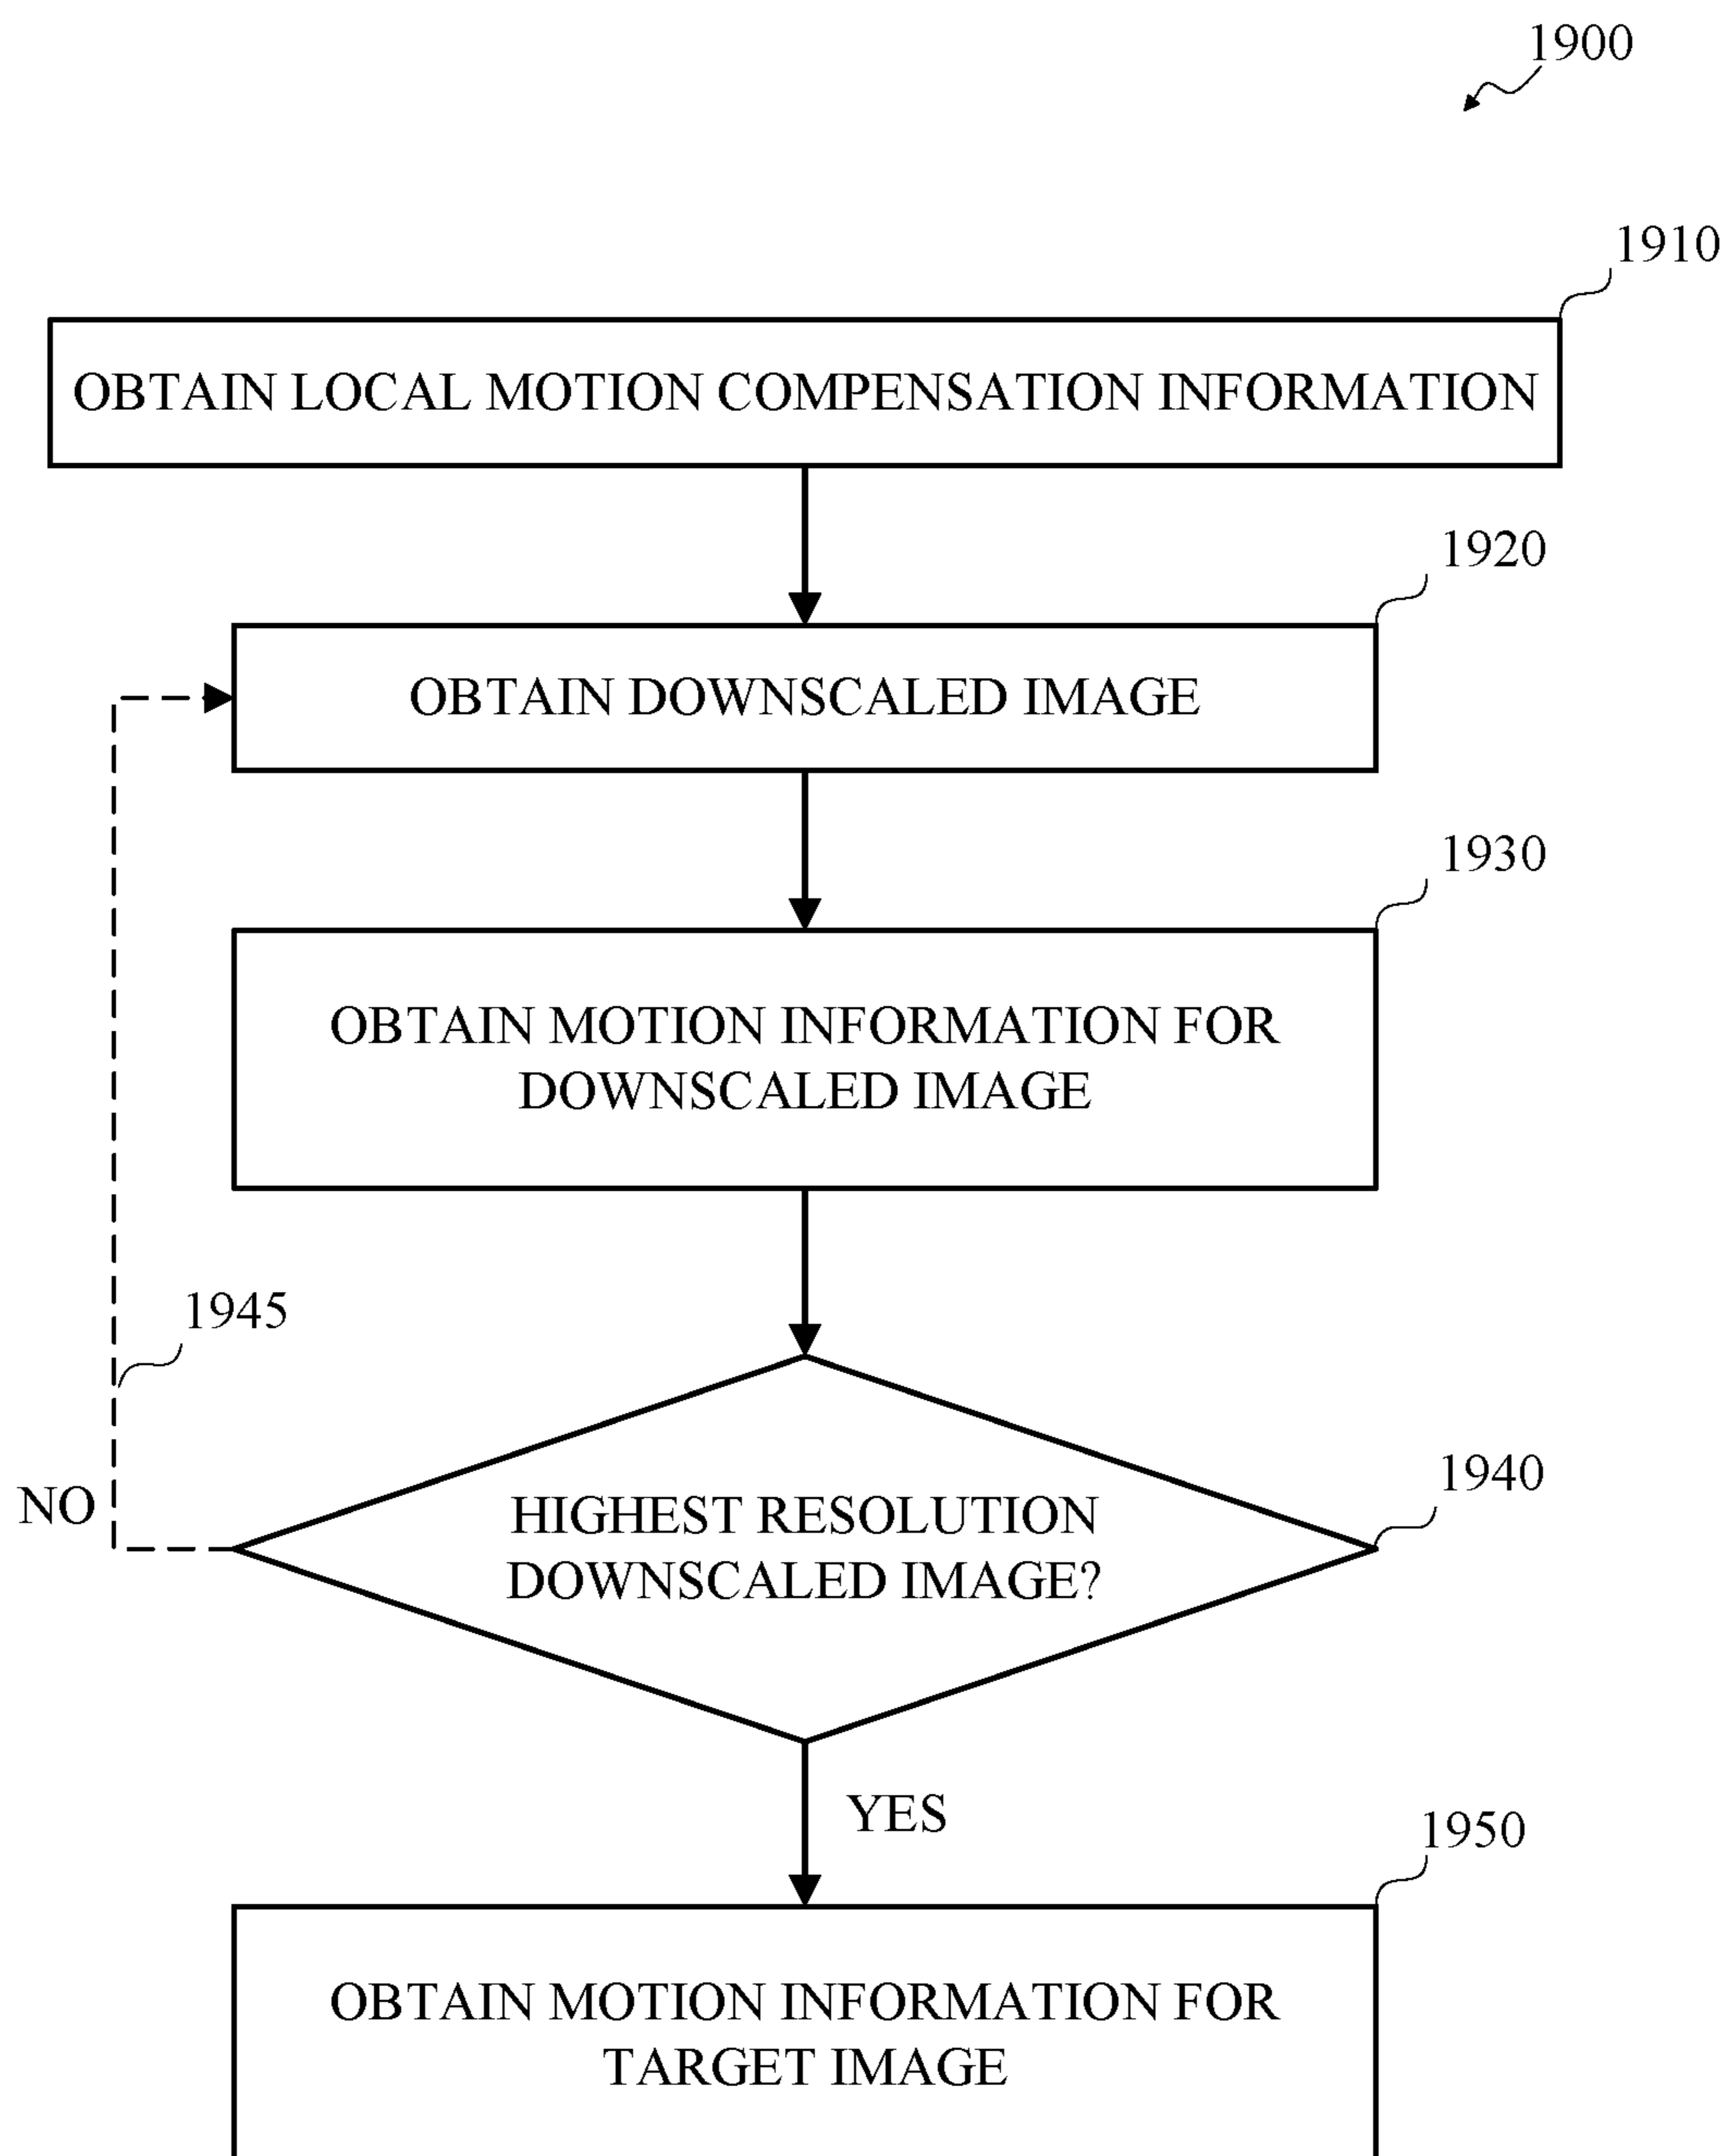 1900
1910
OBTAIN LOCAL MOTION COMPENSATION INFORMATION
1920
OBTAIN DOWNSCALED IMAGE
1930
OBTAIN MOTION INFORMATION FOR
DOWNSCALED IMAGE
1945
1940
NO
HIGHEST RESOLUTION
DOWNSCALED IMAGE?
YES
1950
OBTAIN MOTION INFORMATION FOR
TARGET IMAGE